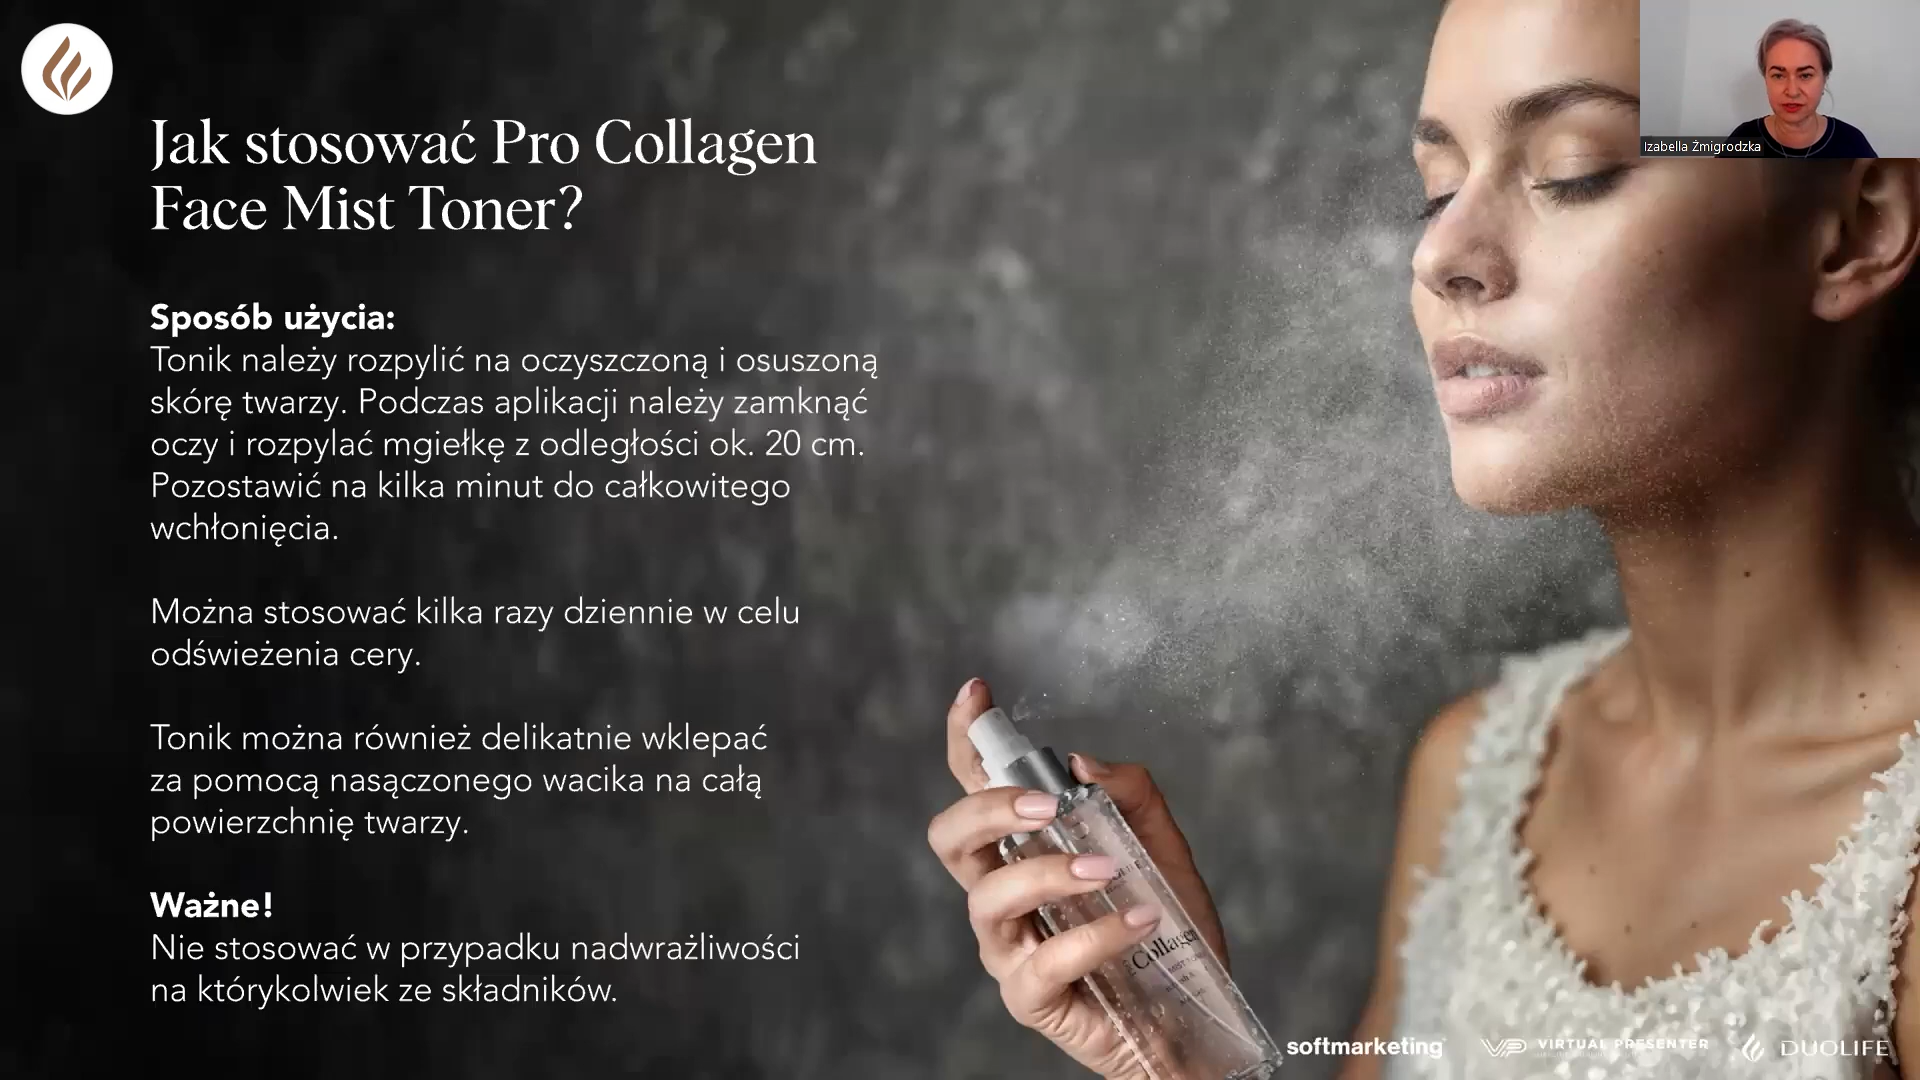 Jak stosować Pro Collagen
Face Mist Toner?
Izabella Żmigrodzka
Sposób użycia:
Tonik należy rozpylić na oczyszczoną i osuszoną
skórę twarzy. Podczas aplikacji należy zamknąć
oczy i rozpylać mgiełkę z odległości ok. 20 cm.
Pozostawić na kilka minut do całkowitego
wchłonięcia.
Można stosować kilka razy dziennie w celu
odświeżenia cery.
Tonik można również delikatnie wklepać
za pomocą nasączonego wacika na całą
powierzchnię twarzy.
Ważne!
Nie stosować w przypadku nadwrażliwości
na którykolwiek ze składników.
Collagen
softmarketing
VIRTUAL PRESENTER
DUOLIFE